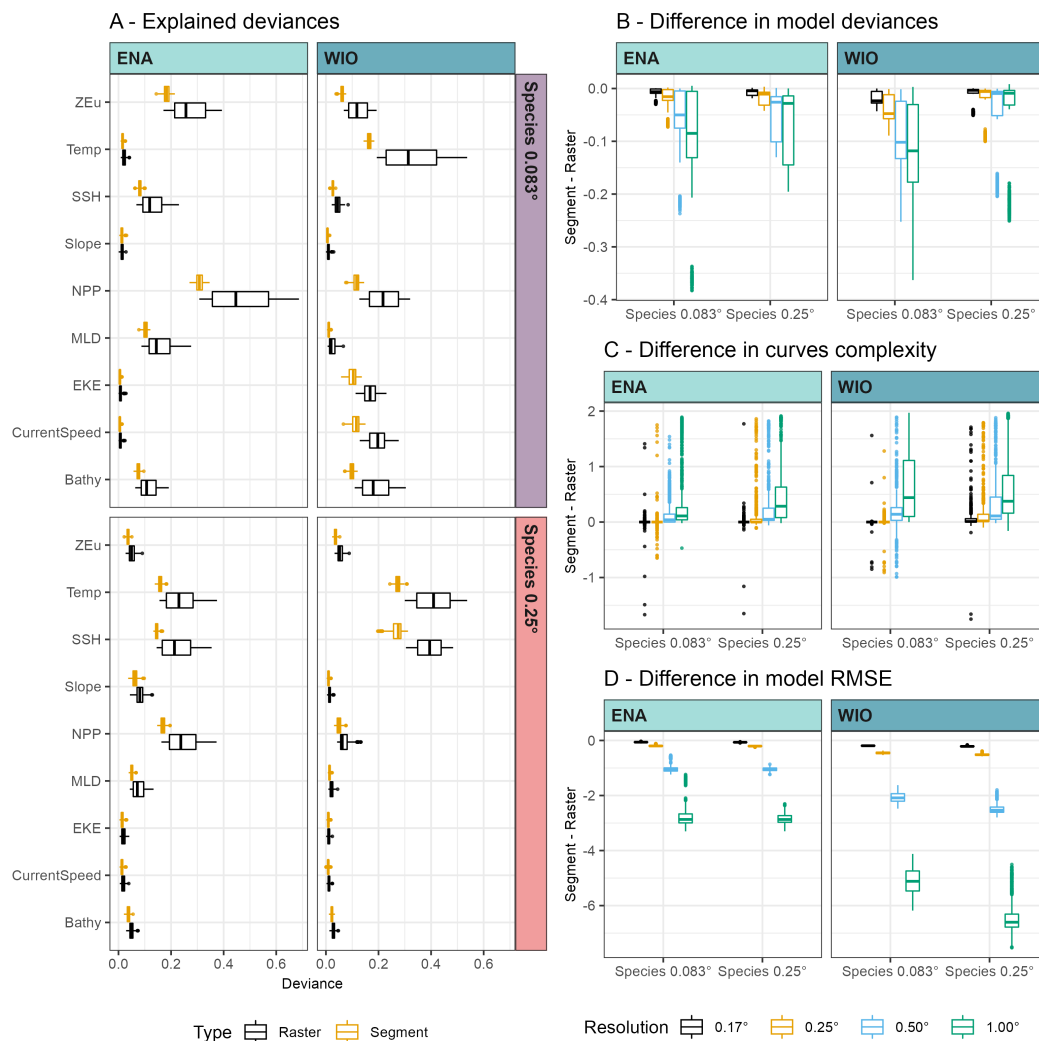 A - Explained deviances
ENA
WIO
ZEu
Temp
SSH
Slope
NPP
MLD
EKE
CurrentSpeed
Bathy
Species 0.083°
ZEu
Temp
SSH
Slope
NPP
MLD
EKE
CurrentSpeed
Bathy
Species 0.25°
0.0 0.2 0.4 0.6 0.0 0.2 0.4 0.6
Deviance
Type Raster Segment
B - Difference in model deviances
ENA
WIO
Segment - Raster
0.0
-0.1
-0.2
-0.3
-0.4
Species 0.083° Species 0.25° Species 0.083° Species 0.25°
C - Difference in curves complexity
ENA
WIO
Segment - Raster
2
1
0
-1
Species 0.083° Species 0.25° Species 0.083° Species 0.25°
D - Difference in model RMSE
ENA
WIO
Segment - Raster
0
-2
-4
-6
Species 0.083° Species 0.25° Species 0.083° Species 0.25°
Resolution 0.17° 0.25° 0.50° 1.00°